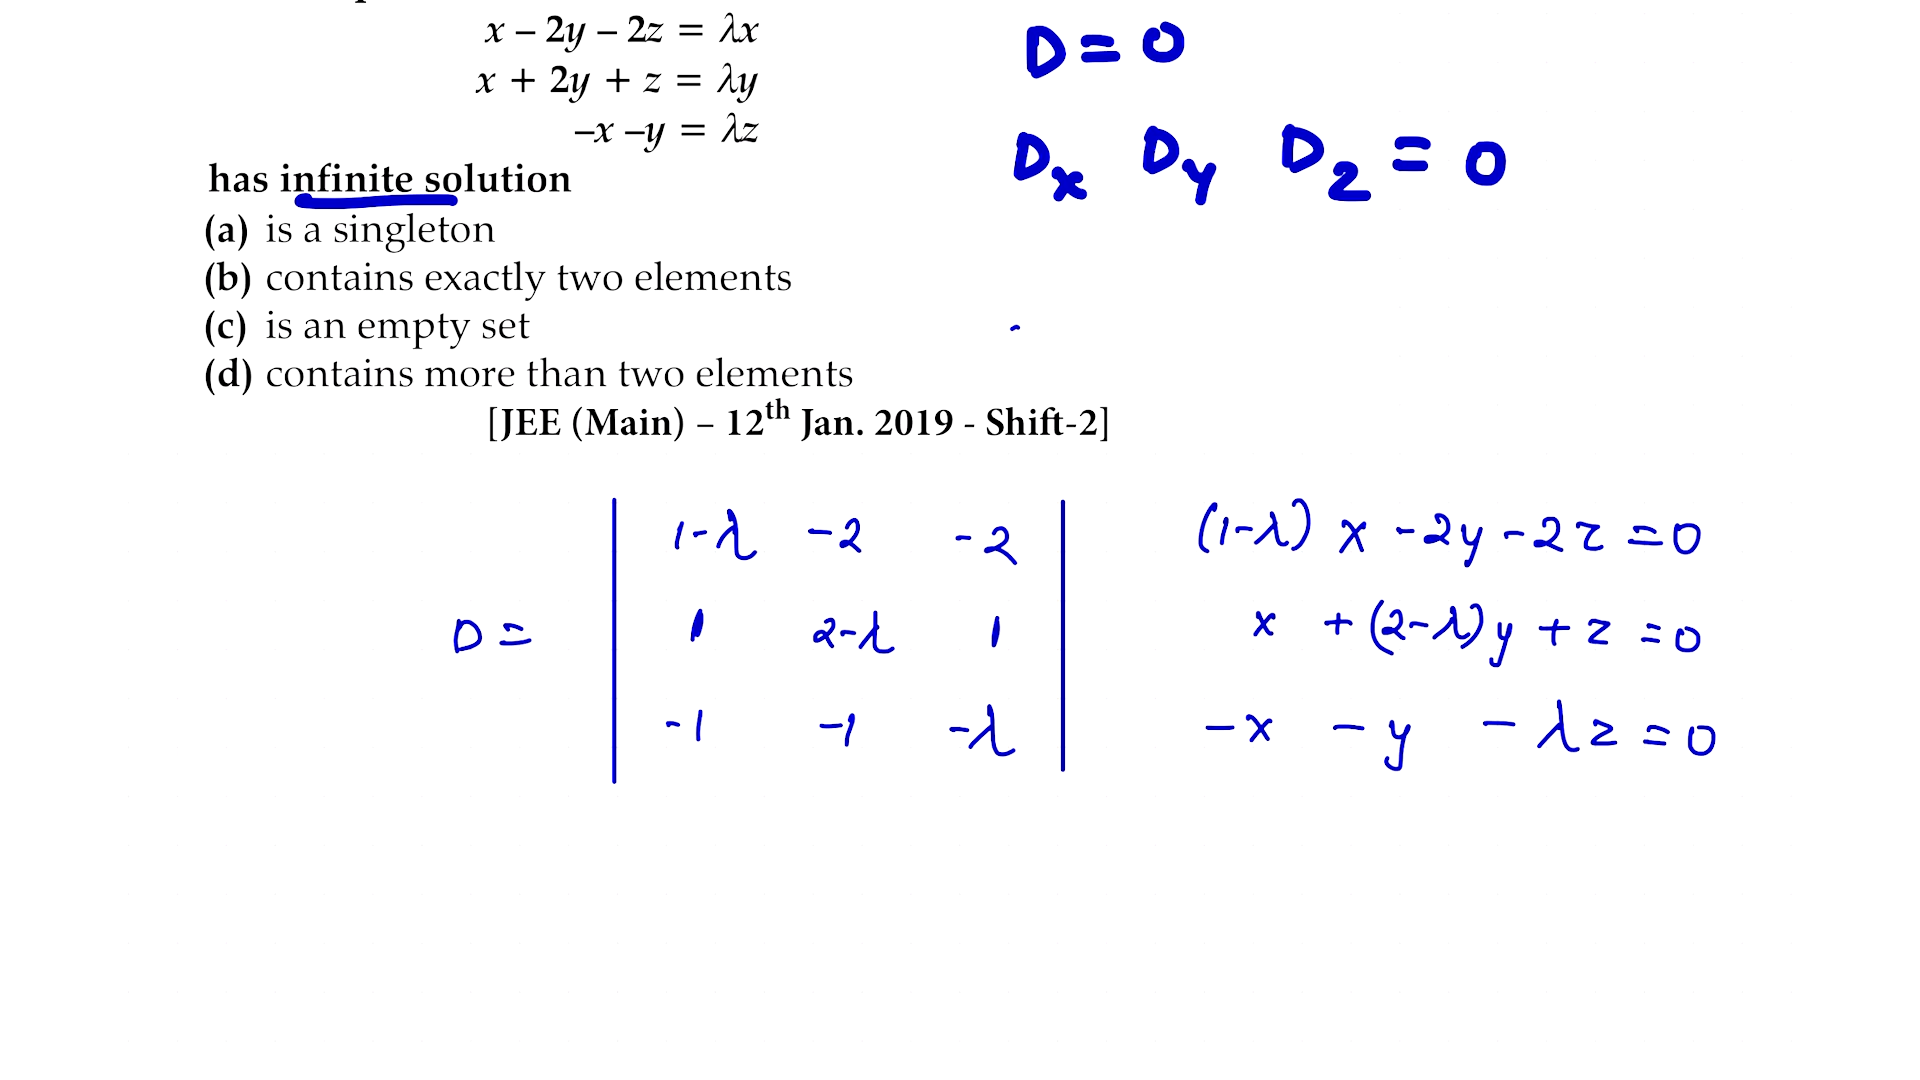 x – 2y – 2z = λx
D = 0
x + 2y + z = λy
–x –y = λz
Dx Dy Dz = 0
has infinite solution
(a) is a singleton
(b) contains exactly two elements
(c) is an empty set
(d) contains more than two elements
[JEE (Main) – 12th Jan. 2019 - Shift-2]
1-λ -2 -2
(1-λ) x -2y -2z = 0
D =
1 2-λ 1
x + (2-λ)y + z = 0
-1 -1 -λ
-x - y - λz = 0